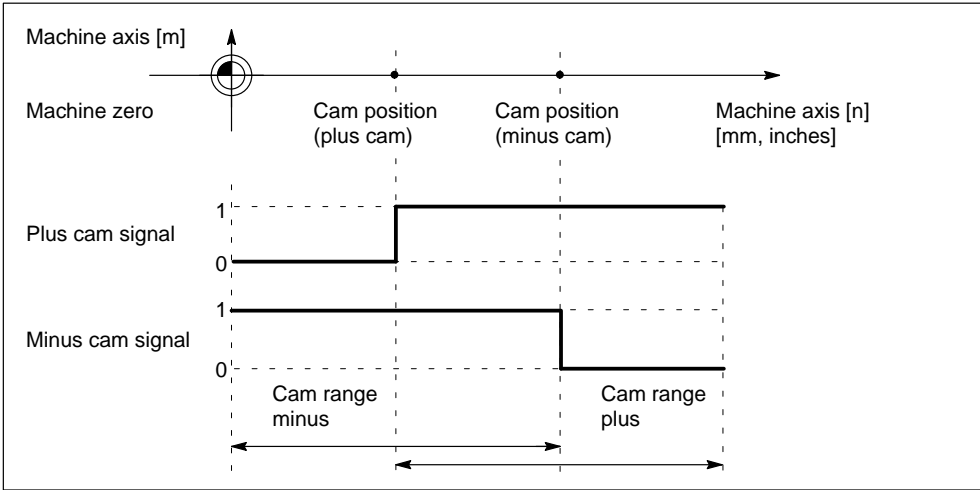 Machine axis [m]
Machine zero
Cam position
(plus cam)
Cam position
(minus cam)
Machine axis [n]
[mm, inches]
1
Plus cam signal
0
1
Minus cam signal
0
Cam range
minus
Cam range
plus